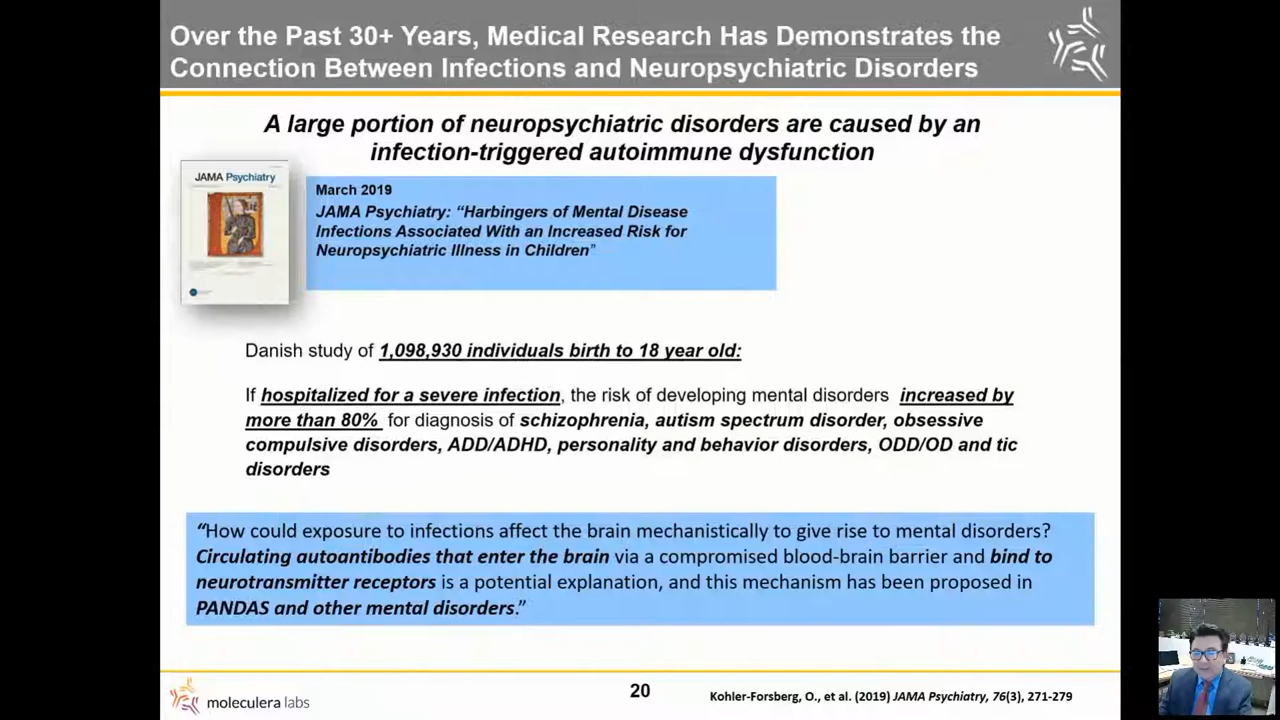 Over the Past 30+ Years, Medical Research Has Demonstrates the
Connection Between Infections and Neuropsychiatric Disorders
A large portion of neuropsychiatric disorders are caused by an
infection-triggered autoimmune dysfunction
JAMA Psychiatry
March 2019
JAMA Psychiatry: “Harbingers of Mental Disease
Infections Associated With an Increased Risk for
Neuropsychiatric Illness in Children”
Danish study of 1,098,930 individuals birth to 18 year old:
If hospitalized for a severe infection, the risk of developing mental disorders increased by
more than 80% for diagnosis of schizophrenia, autism spectrum disorder, obsessive
compulsive disorders, ADD/ADHD, personality and behavior disorders, ODD/OD and tic
disorders
“How could exposure to infections affect the brain mechanistically to give rise to mental disorders?
Circulating autoantibodies that enter the brain via a compromised blood-brain barrier and bind to
neurotransmitter receptors is a potential explanation, and this mechanism has been proposed in
PANDAS and other mental disorders.”
moleculera labs
20
Kohler-Forsberg, O., et al. (2019) JAMA Psychiatry, 76(3), 271-279